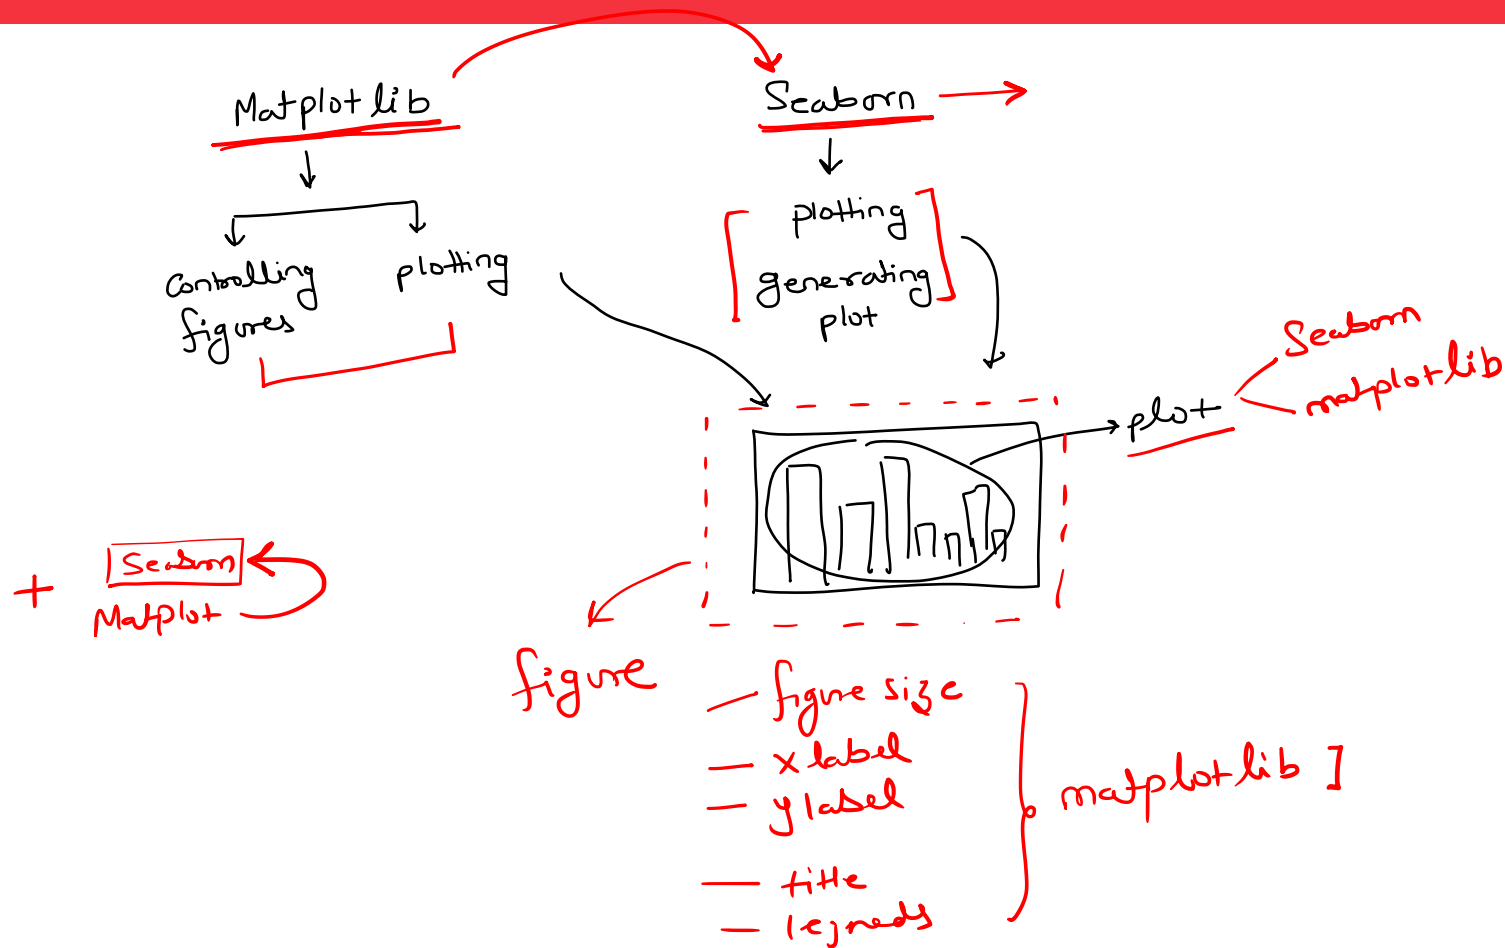 Matplotlib
Seaborn
Controlling
figures
plotting
plotting
generating
plot
Seaborn
matplotlib
plot
+
Seaborn
Matplot
figure
figure size
x label
y label
title
legneds
matplotlib ]